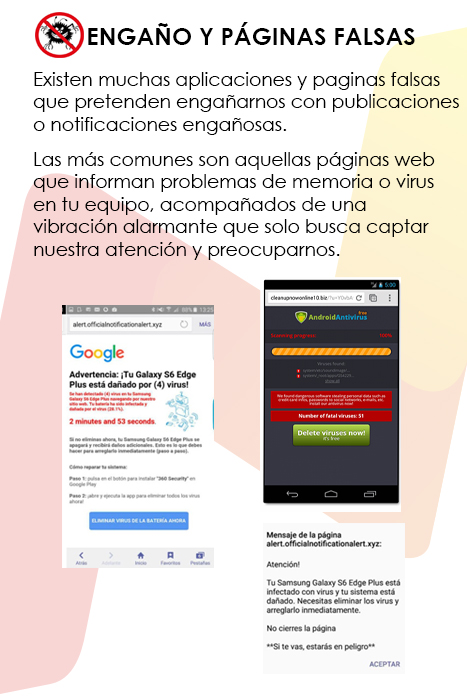 ENGAÑO Y PÁGINAS FALSAS
Existen muchas aplicaciones y paginas falsas
que pretenden engañarnos con publicaciones
o notificaciones engañosas.
Las más comunes son aquellas páginas web
que informan problemas de memoria o virus
en tu equipo, acompañados de una
vibración alarmante que solo busca captar
nuestra atención y preocuparnos.
13:25
alert.officialnotificationalert.xyz
MÁS
Google
Advertencia: ¡Tu Galaxy S6 Edge
Plus está dañado por (4) virus!
Se han detectado (4) virus en tu Samsung
Galaxy S6 Edge Plus navegando por nuestro
sitio web. Tu batería ha sido infectada y
dañada por el virus (28.1%).
2 minutes and 53 seconds.
Si no eliminas ahora, tu Samsung Galaxy S6 Edge Plus se
apagará y recibirá daños adicionales. Esto es lo que debes
hacer para arreglarlo inmediatamente (paso a paso).
Cómo reparar tu sistema:
Paso 1: pulsa en el botón para instalar "360 Security" en
Google Play
Paso 2: ¡abre y ejecuta la app para eliminar todos los virus
ahora!
ELIMINAR VIRUS DE LA BATERÍA AHORA
Atrás
Adelante
Inicio
Favoritos
Pestañas
5:00
cleanupnowonline10.biz
AndroidAntivirus
free
Scanning progress:
100%
Viruses found:
Show all
We found dangerous software stealing personal data such as
credit card infos, passwords to social networks, e-mails, etc.
Install our antivirus now!
Number of fatal viruses: 51
Delete viruses now!
It's free
Mensaje de la página
alert.officialnotificationalert.xyz:
Atención!
Tu Samsung Galaxy S6 Edge Plus está
infectado con virus y tu sistema está
dañado. Necesitas eliminar los virus y
arreglarlo inmediatamente.
No cierres la página
**Si te vas, estarás en peligro**
ACEPTAR